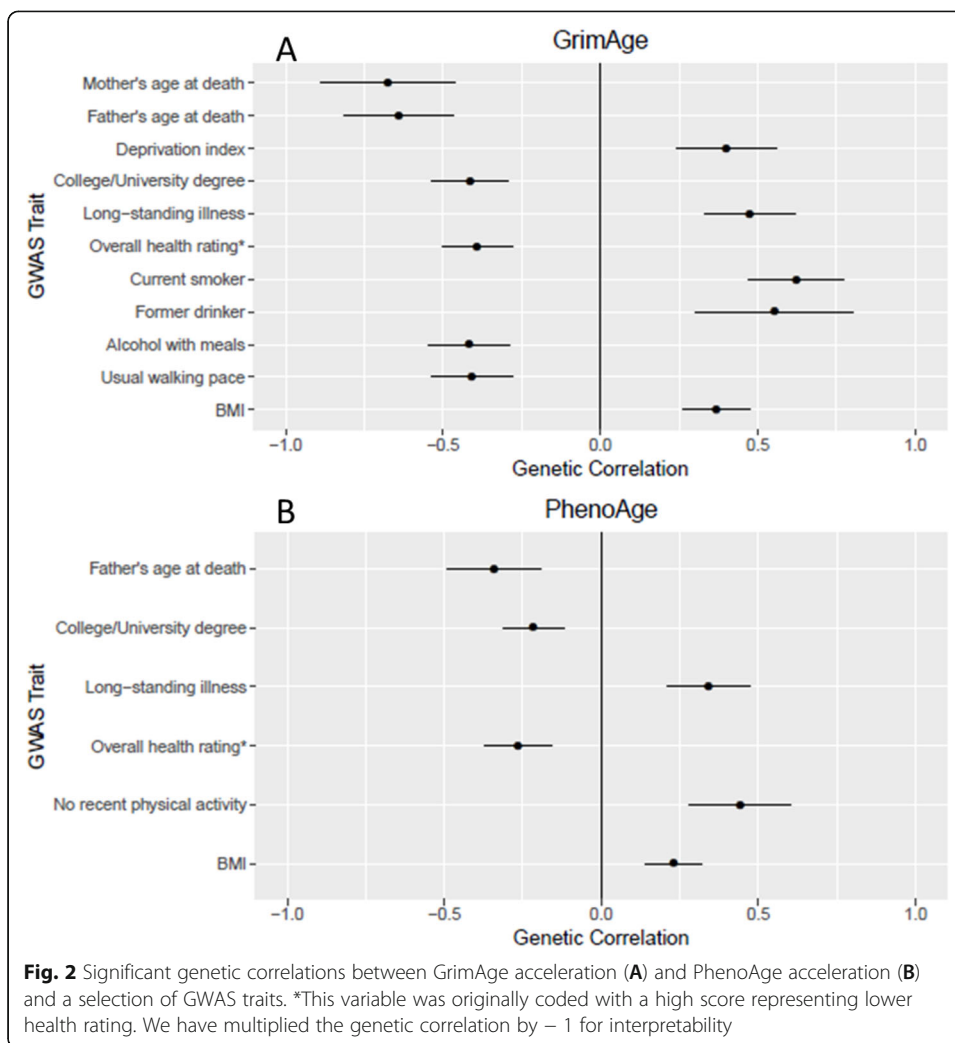 A
GrimAge
Mother's age at death
Father's age at death
Deprivation index
College/University degree
Long−standing illness
Overall health rating*
Current smoker
Former drinker
Alcohol with meals
Usual walking pace
BMI
GWAS Trait
−1.0 −0.5 0.0 0.5 1.0
Genetic Correlation
B
PhenoAge
Father's age at death
College/University degree
Long−standing illness
Overall health rating*
No recent physical activity
BMI
GWAS Trait
−1.0 −0.5 0.0 0.5 1.0
Genetic Correlation
Fig. 2 Significant genetic correlations between GrimAge acceleration (A) and PhenoAge acceleration (B)
and a selection of GWAS traits. *This variable was originally coded with a high score representing lower
health rating. We have multiplied the genetic correlation by − 1 for interpretability